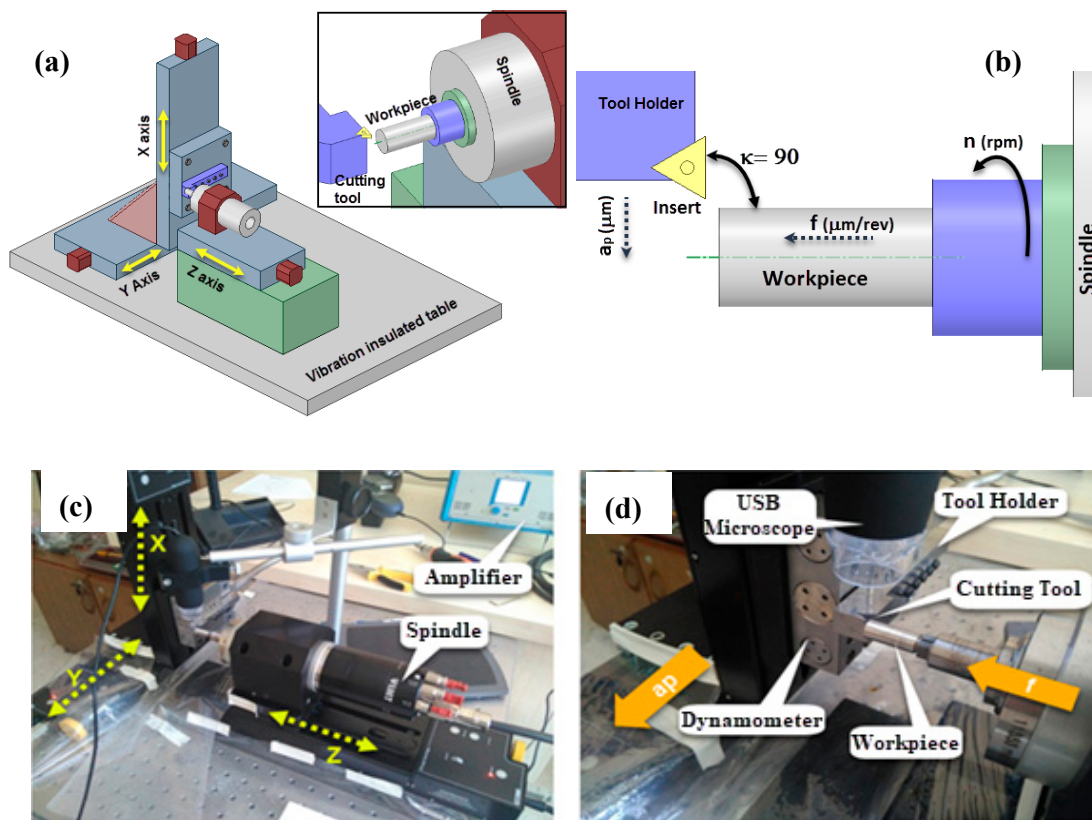 (a)
X axis
Y Axis
Z axis
Vibration insulated table
Spindle
Workpiece
Cutting
tool
(b)
Tool Holder
n (rpm)
κ= 90
Insert
ap (μm)
f (μm/rev)
Workpiece
Spindle
(c)
X
Y
Z
Amplifier
Spindle
(d)
USB
Microscope
Tool Holder
Cutting Tool
ap
f
Dynamometer
Workpiece